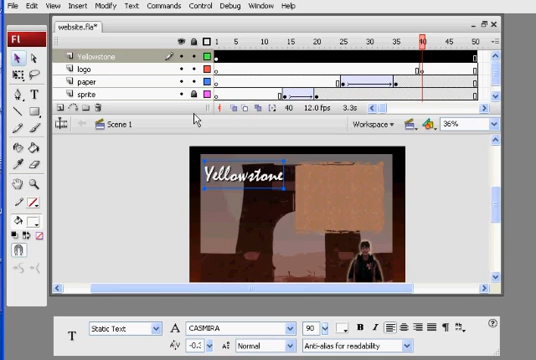 File Edit View Insert Modify Text Commands Control Debug Window Help
website.fla*
Fl
1 5 10 15 20 25 30 35 40 45 50
Yellowstone
logo
paper
sprite
40 12.0 fps 3.3s
Scene 1 Workspace 36%
Yellowstone
T Static Text A CASMIRA 90 B I
AV Normal Anti-alias for readability